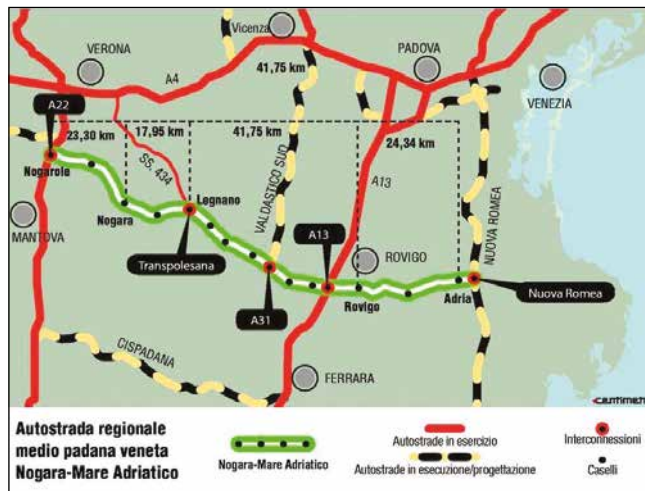 Vicenza
VERONA
PADOVA
A4
41,75 km
VENEZIA
A22
23,30 km
17,95 km
41,75 km
24,34 km
SS. 434
A13
VALDASTICO SUD
NUOVA ROMEA
Nogarole
Nogara
Legnano
MANTOVA
Transpolesana
A13
ROVIGO
A31
Rovigo
Adria
Nuova Romea
CISPADANA
FERRARA
Autostrada regionale
medio padana veneta
Nogara-Mare Adriatico
Nogara-Mare Adriatico
Autostrade in esercizio
Autostrade in esecuzione/progettazione
Interconnessioni
Caselli